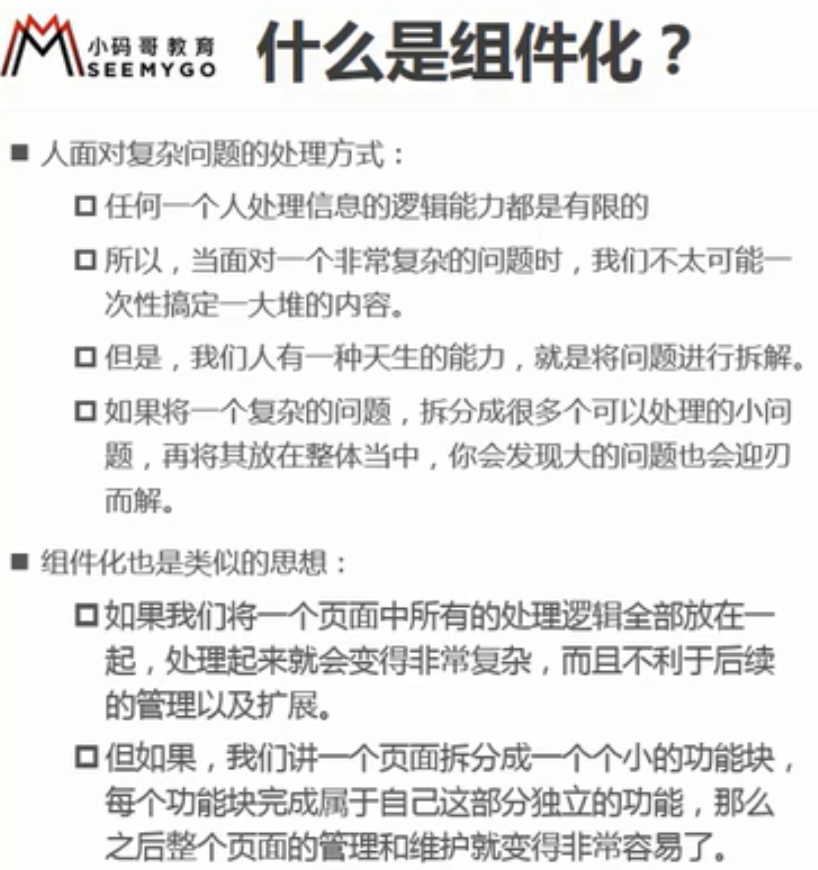 小码哥教育
SEEMYGO
什么是组件化？
■ 人面对复杂问题的处理方式：
任何一个人处理信息的逻辑能力都是有限的
所以，当面对一个非常复杂的问题时，我们不太可能一
次性搞定一大堆的内容。
但是，我们人有一种天生的能力，就是将问题进行拆解。
如果将一个复杂的问题，拆分成很多个可以处理的小问
题，再将其放在整体当中，你会发现大的问题也会迎刃
而解。
■ 组件化也是类似的思想：
如果我们将一个页面中所有的处理逻辑全部放在一
起，处理起来就会变得非常复杂，而且不利于后续
的管理以及扩展。
但如果，我们讲一个页面拆分成一个个小的功能块，
每个功能块完成属于自己这部分独立的功能，那么
之后整个页面的管理和维护就变得非常容易了。